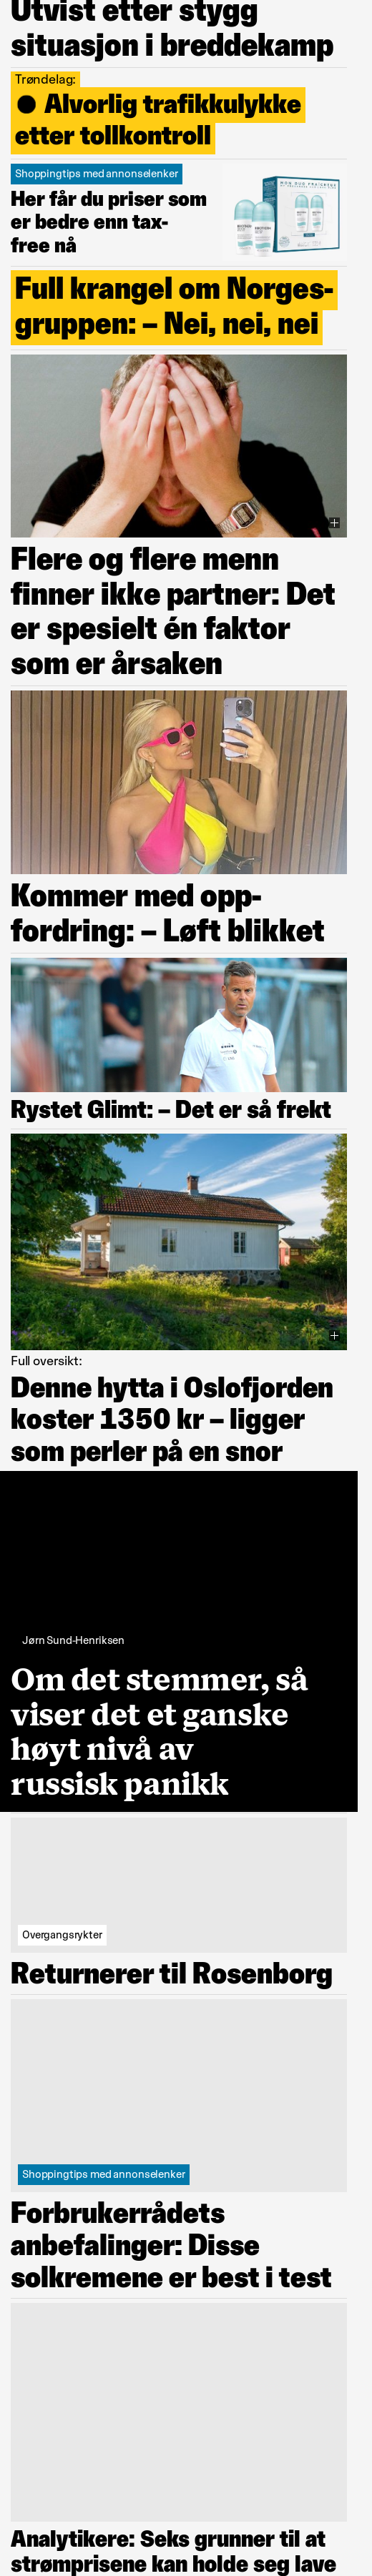 Utvist etter stygg
situasjon i breddekamp
Trøndelag:
● Alvorlig trafikkulykke
etter tollkontroll
Shoppingtips med annonselenker
Her får du priser som
er bedre enn tax-
free nå
Full krangel om Norges-
gruppen: – Nei, nei, nei
Flere og flere menn
finner ikke partner: Det
er spesielt én faktor
som er årsaken
Kommer med opp-
fordring: – Løft blikket
Rystet Glimt: – Det er så frekt
Full oversikt:
Denne hytta i Oslofjorden
koster 1350 kr – ligger
som perler på en snor
Jørn Sund-Henriksen
Om det stemmer, så
viser det et ganske
høyt nivå av
russisk panikk
Overgangsrykter
Returnerer til Rosenborg
Shoppingtips med annonselenker
Forbrukerrådets
anbefalinger: Disse
solkremene er best i test
Analytikere: Seks grunner til at
strømprisene kan holde seg lave